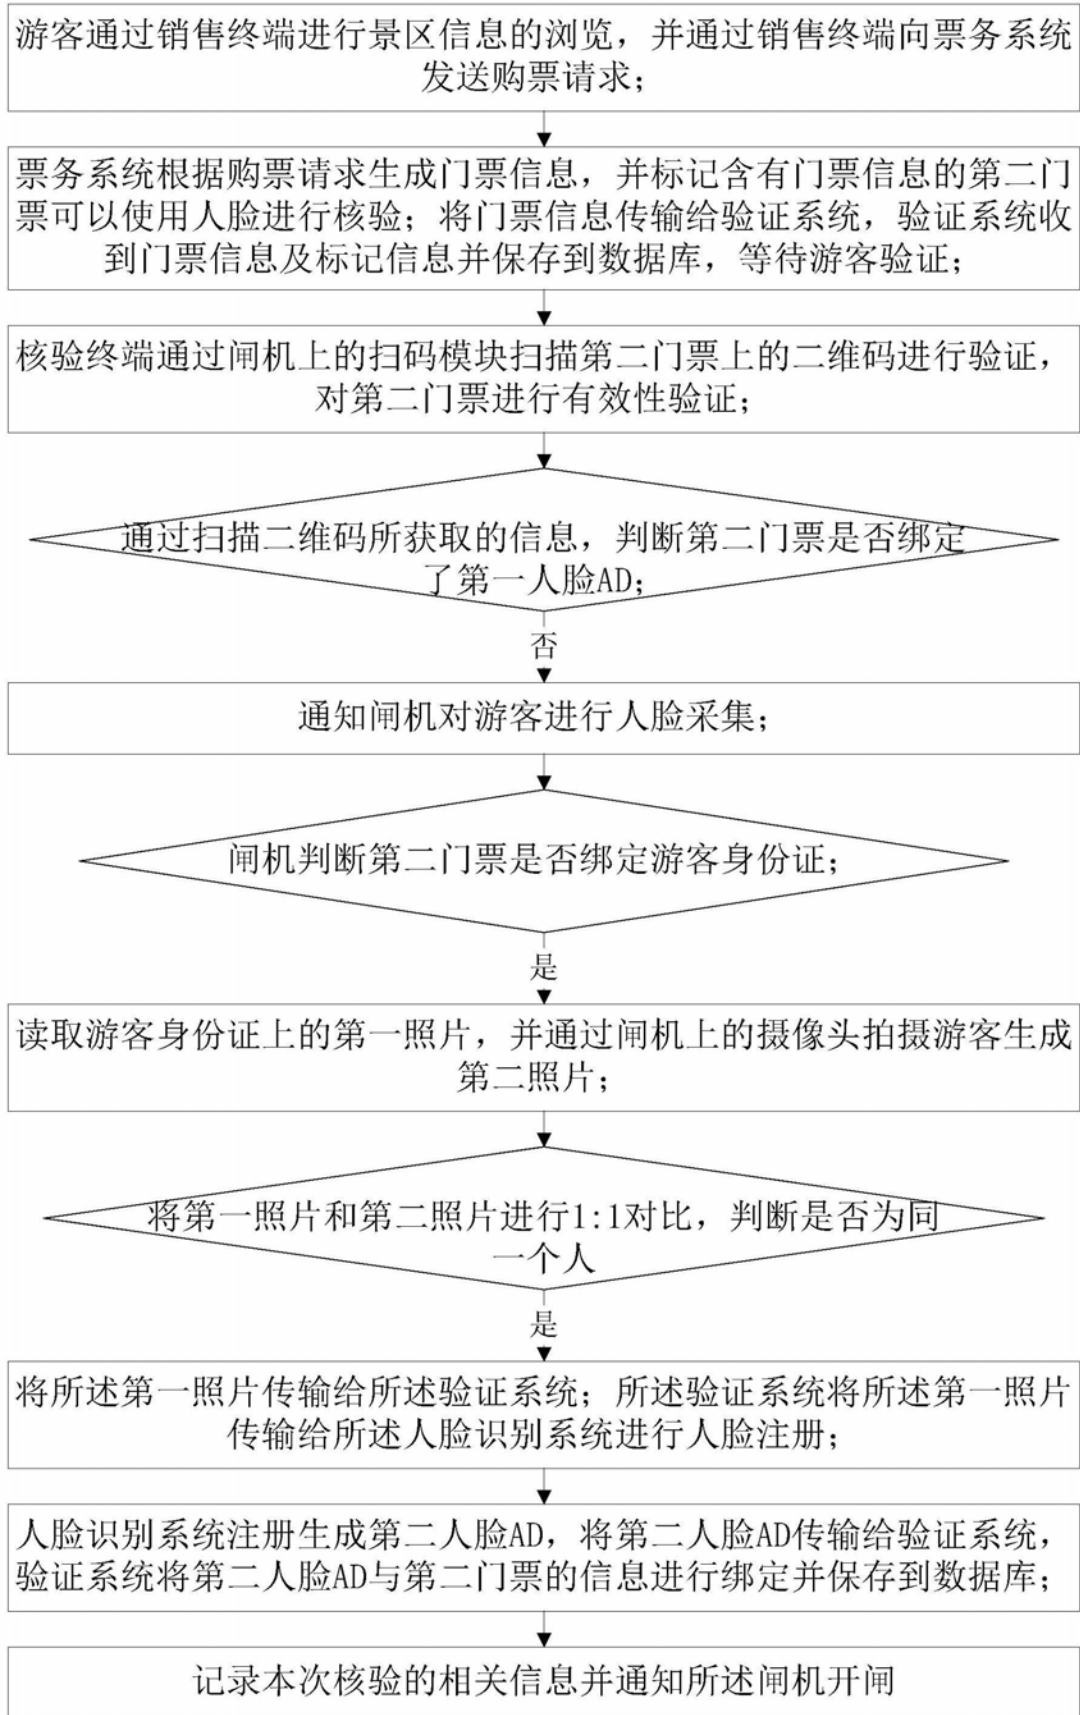 游客通过销售终端进行景区信息的浏览，并通过销售终端向票务系统
发送购票请求；
票务系统根据购票请求生成门票信息，并标记含有门票信息的第二门
票可以使用人脸进行核验；将门票信息传输给验证系统，验证系统收
到门票信息及标记信息并保存到数据库，等待游客验证；
核验终端通过闸机上的扫码模块扫描第二门票上的二维码进行验证，
对第二门票进行有效性验证；
通过扫描二维码所获取的信息，判断第二门票是否绑定
了第一人脸AD；
否
通知闸机对游客进行人脸采集；
闸机判断第二门票是否绑定游客身份证；
是
读取游客身份证上的第一照片，并通过闸机上的摄像头拍摄游客生成
第二照片；
将第一照片和第二照片进行1:1对比，判断是否为同
一个人
是
将所述第一照片传输给所述验证系统；所述验证系统将所述第一照片
传输给所述人脸识别系统进行人脸注册；
人脸识别系统注册生成第二人脸AD，将第二人脸AD传输给验证系统，
验证系统将第二人脸AD与第二门票的信息进行绑定并保存到数据库；
记录本次核验的相关信息并通知所述闸机开闸